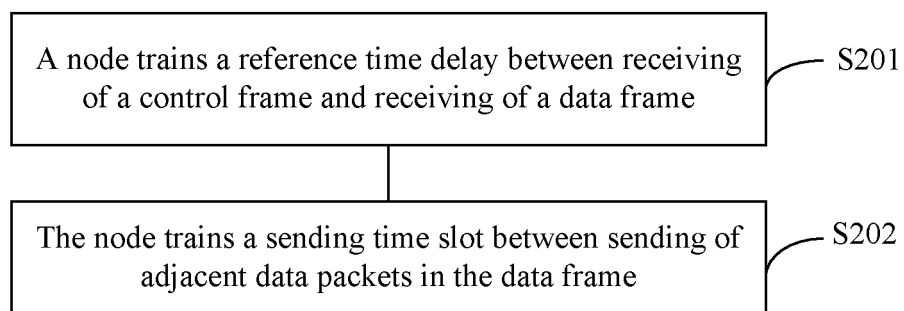 A node trains a reference time delay between receiving
of a control frame and receiving of a data frame
S201
The node trains a sending time slot between sending of
adjacent data packets in the data frame
S202